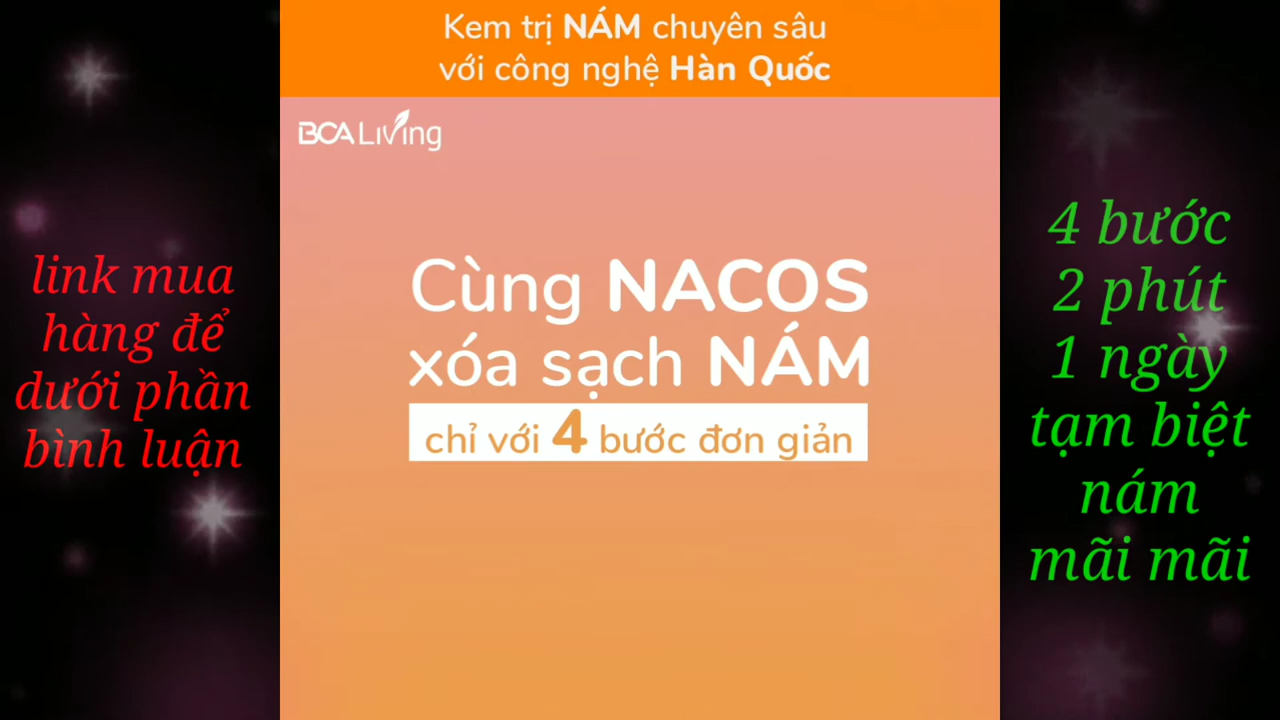 Kem trị NÁM chuyên sâu
với công nghệ Hàn Quốc
BCA Living
link mua
hàng để
dưới phần
bình luận
Cùng NACOS
xóa sạch NÁM
chỉ với 4 bước đơn giản
4 bước
2 phút
1 ngày
tạm biệt
nám
mãi mãi